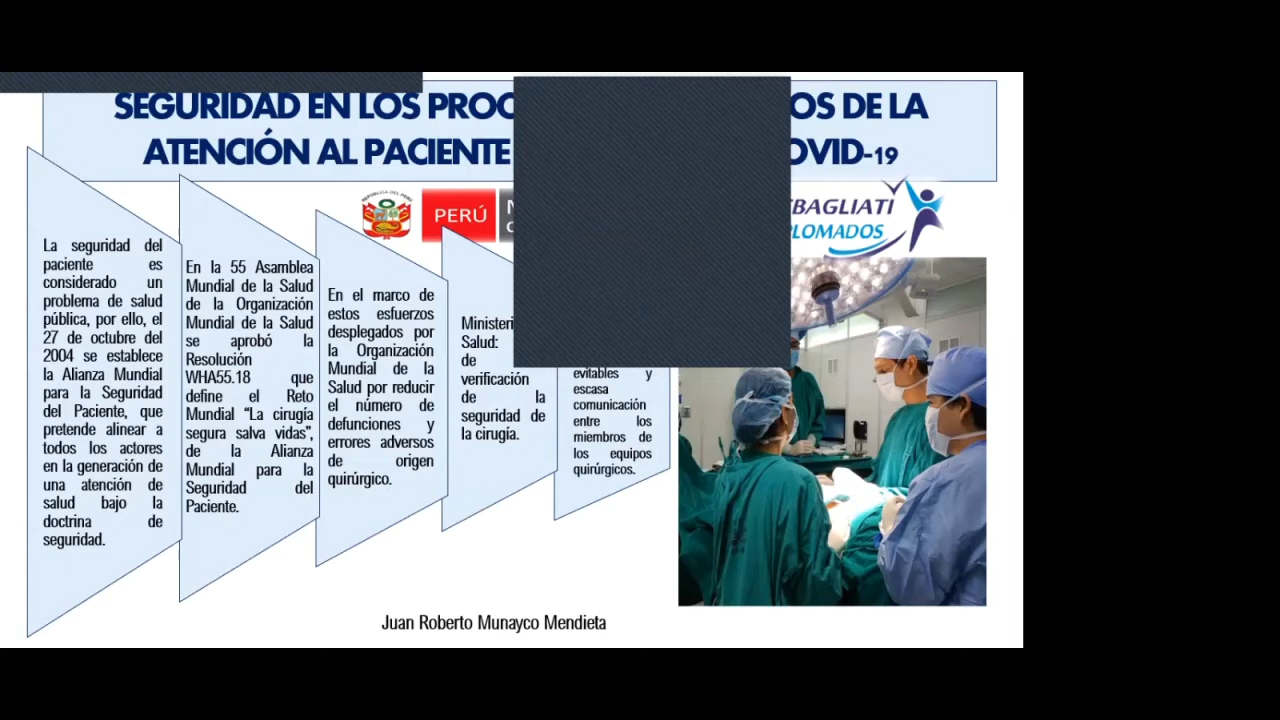 SEGURIDAD EN LOS DE LA
ATENCIÓN AL PACIENTE -19
REPÚBLICA DEL PERÚ
PERÚ
La seguridad del
paciente es
considerado un
problema de salud
pública, por ello, el
27 de octubre del
2004 se establece
la Alianza Mundial
para la Seguridad
del Paciente, que
pretende alinear a
todos los actores
en la generación de
una atención de
salud bajo la
doctrina de
seguridad.
En la 55 Asamblea
Mundial de la Salud
de la Organización
Mundial de la Salud
se aprobó la
Resolución
WHA55.18 que
define el Reto
Mundial “La cirugía
segura salva vidas”,
de la Alianza
Mundial para la
Seguridad del
Paciente.
En el marco de
estos esfuerzos
desplegados por
la Organización
Mundial de la
Salud por reducir
el número de
defunciones y
errores adversos
de origen
quirúrgico.
Salud:
de
verificación
de la
seguridad de
la cirugía.
evitables y
escasa
comunicación
entre los
miembros de
los equipos
quirúrgicos.
Juan Roberto Munayco Mendieta